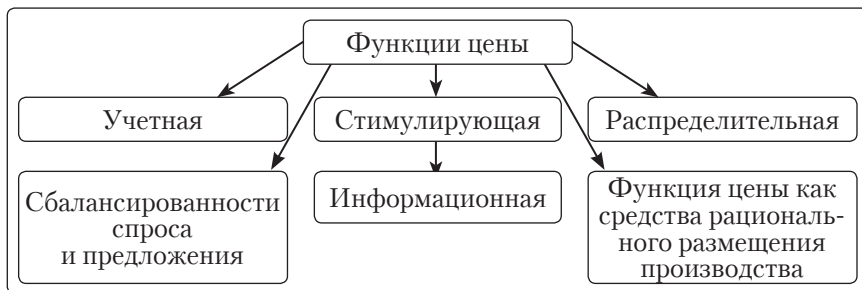 Функции цены
Учетная
Стимулирующая
Распределительная
Сбалансированности
спроса
и предложения
Информационная
Функция цены как
средства рациональ-
ного размещения
производства